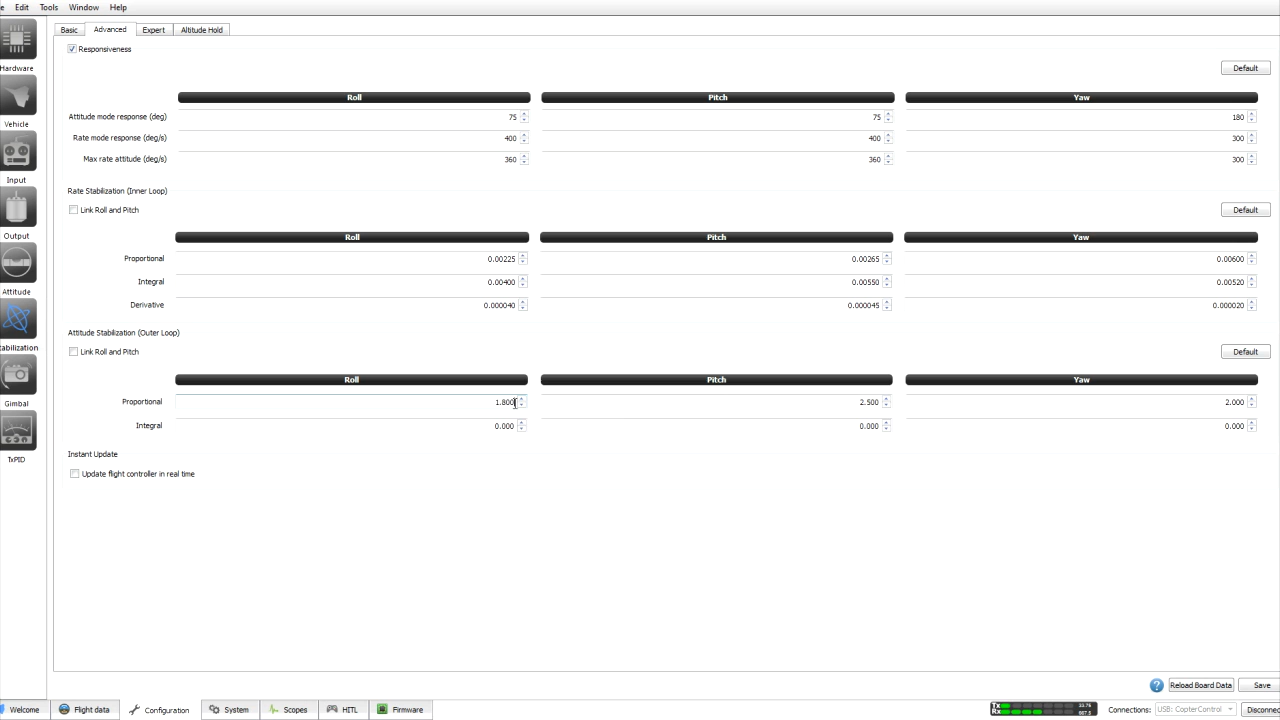 e Edit Tools Window Help
Basic Advanced Expert Altitude Hold
Responsiveness
Default
Roll Pitch Yaw
Attitude mode response (deg) 75 75 180
Rate mode response (deg/s) 400 400 300
Max rate attitude (deg/s) 360 360 300
Rate Stabilization (Inner Loop)
Link Roll and Pitch Default
Roll Pitch Yaw
Proportional 0.00225 0.00265 0.00600
Integral 0.00400 0.00550 0.00520
Derivative 0.000040 0.000045 0.000020
Attitude Stabilization (Outer Loop)
Link Roll and Pitch Default
Roll Pitch Yaw
Proportional 1.800 2.500 2.000
Integral 0.000 0.000 0.000
Instant Update
Update flight controller in real time
Hardware
Vehicle
Input
Output
Attitude
tabilization
Gimbal
TxPID
Reload Board Data Save
Welcome Flight data Configuration System Scopes HITL Firmware
Tx
Rx
Connections: USB: CopterControl Disconnec